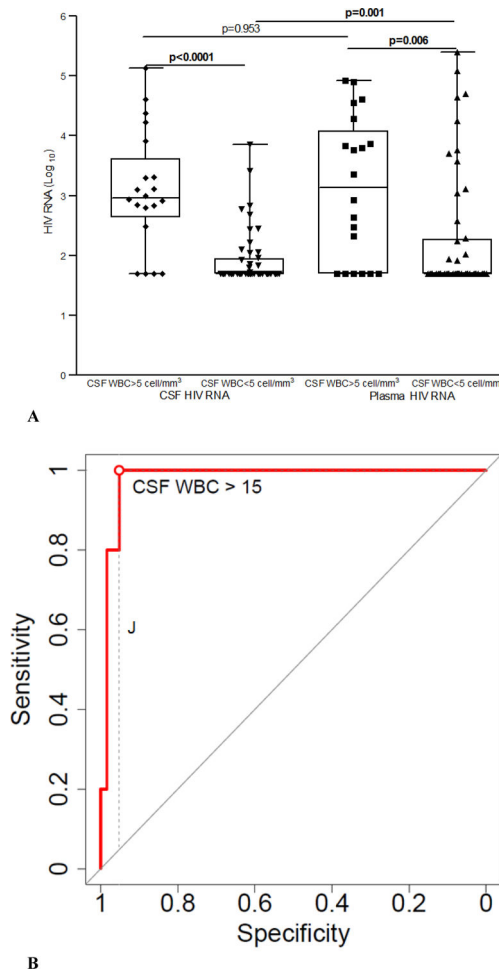 p=0.001
p=0.953
p<0.0001
p=0.006
6
5
4
3
2
1
0
HIV RNA (Log 10)
CSF WBC>5 cell/mm³ CSF WBC<5 cell/mm³ CSF WBC>5 cell/mm³ CSF WBC<5 cell/mm³
CSF HIV RNA Plasma HIV RNA
A
1
0.8
0.6
0.4
0.2
0
Sensitivity
CSF WBC > 15
J
1 0.8 0.6 0.4 0.2 0
Specificity
B